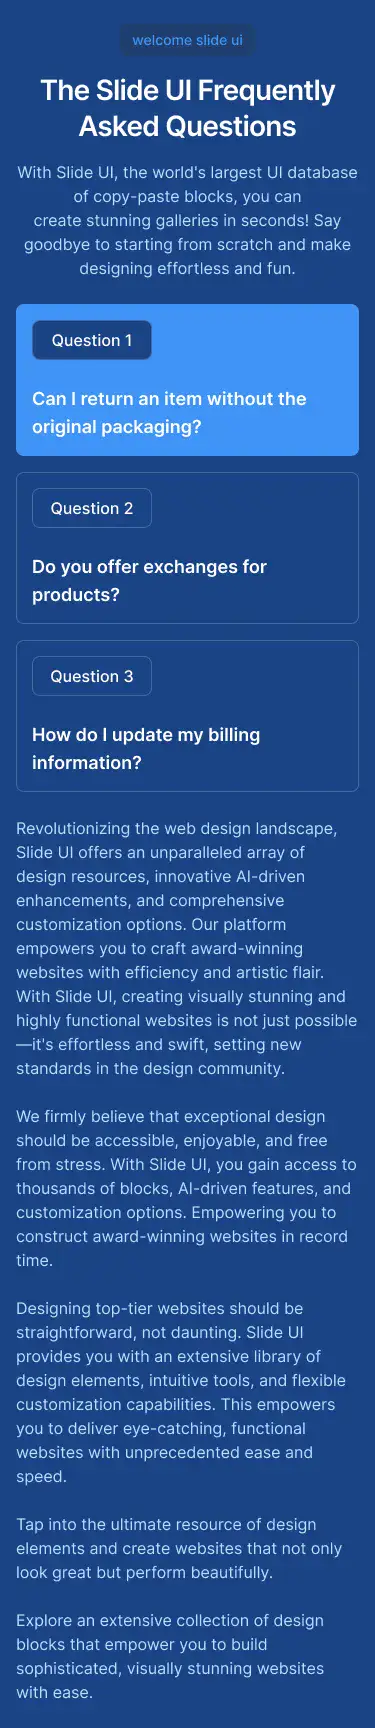 welcome slide ui
The Slide UI Frequently
Asked Questions
With Slide UI, the world's largest UI database
of copy-paste blocks, you can
create stunning galleries in seconds! Say
goodbye to starting from scratch and make
designing effortless and fun.
Question 1
Can I return an item without the
original packaging?
Question 2
Do you offer exchanges for
products?
Question 3
How do I update my billing
information?
Revolutionizing the web design landscape,
Slide UI offers an unparalleled array of
design resources, innovative AI-driven
enhancements, and comprehensive
customization options. Our platform
empowers you to craft award-winning
websites with efficiency and artistic flair.
With Slide UI, creating visually stunning and
highly functional websites is not just possible
—it's effortless and swift, setting new
standards in the design community.
We firmly believe that exceptional design
should be accessible, enjoyable, and free
from stress. With Slide UI, you gain access to
thousands of blocks, AI-driven features, and
customization options. Empowering you to
construct award-winning websites in record
time.
Designing top-tier websites should be
straightforward, not daunting. Slide UI
provides you with an extensive library of
design elements, intuitive tools, and flexible
customization capabilities. This empowers
you to deliver eye-catching, functional
websites with unprecedented ease and
speed.
Tap into the ultimate resource of design
elements and create websites that not only
look great but perform beautifully.
Explore an extensive collection of design
blocks that empower you to build
sophisticated, visually stunning websites
with ease.